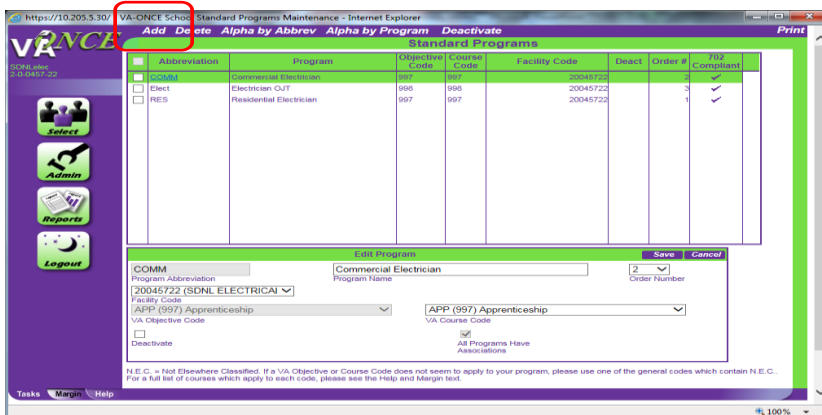 https://10.205.5.30/ VA-ONCE School Standard Programs Maintenance - Internet Explorer
Add Delete Alpha by Abbrev Alpha by Program Deactivate Print
VA ONCE
Standard Programs
SDNLelec
2-0-0457-22
Abbreviation Program Objective Code Course Code Facility Code Deact Order # 702 Compliant
COMM Commercial Electrician 997 997 20045722 2 ✓
Elect Electrician OJT 998 998 20045722 3 ✓
RES Residential Electrician 997 997 20045722 1 ✓
Select
Admin
Reports
Logout
Edit Program Save Cancel
COMM Commercial Electrician 2
Program Abbreviation Program Name Order Number
20045722 (SDNL ELECTRICAI
Facility Code
APP (997) Apprenticeship APP (997) Apprenticeship
VA Objective Code VA Course Code
Deactivate All Programs Have
Associations
N.E.C. = Not Elsewhere Classified. If a VA Objective or Course Code does not seem to apply to your program, please use one of the general codes which contain N.E.C..
For a full list of courses which apply to each code, please see the Help and Margin text.
Tasks Margin Help
100%